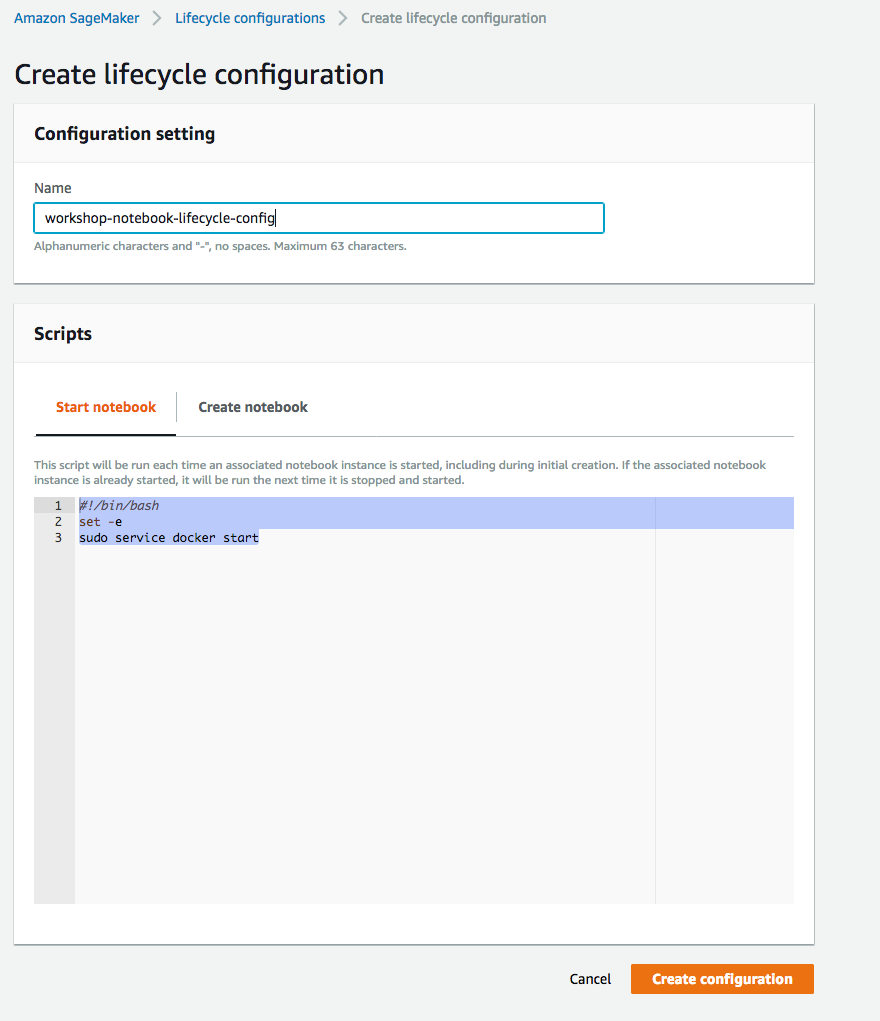 Amazon SageMaker > Lifecycle configurations > Create lifecycle configuration
Create lifecycle configuration
Configuration setting
Name
workshop-notebook-lifecycle-config
Alphanumeric characters and "-", no spaces. Maximum 63 characters.
Scripts
Start notebook Create notebook
This script will be run each time an associated notebook instance is started, including during initial creation. If the associated notebook
instance is already started, it will be run the next time it is stopped and started.
1 #!/bin/bash
2 set -e
3 sudo service docker start
Cancel Create configuration